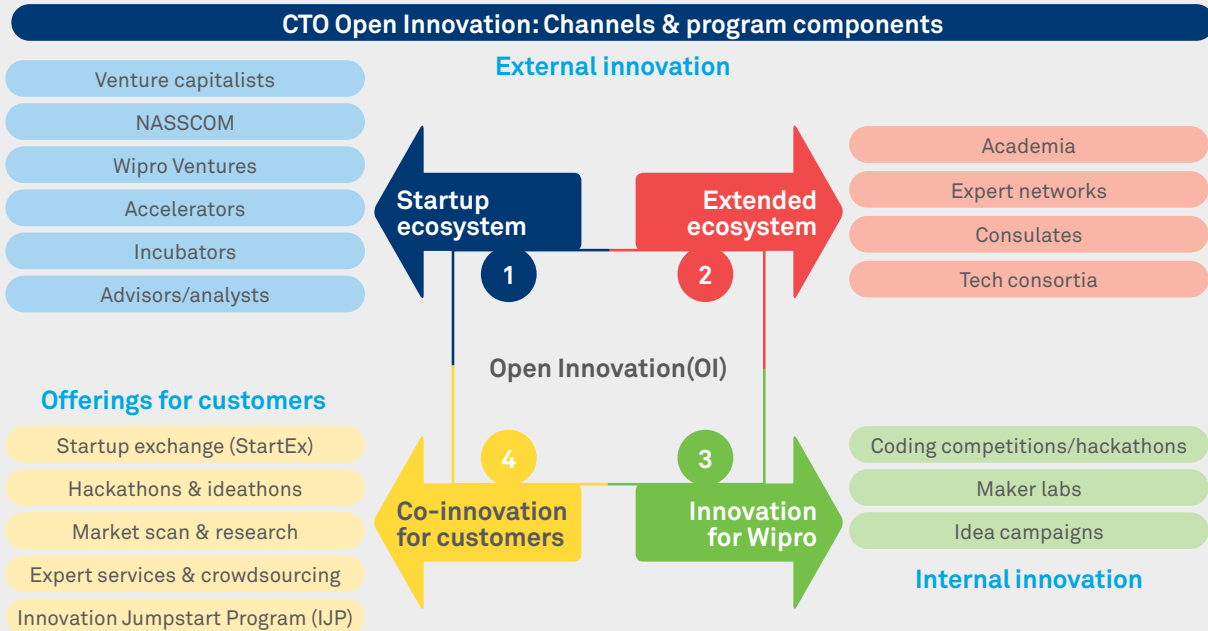 CTO Open Innovation: Channels & program components
External innovation
Venture capitalists
NASSCOM
Wipro Ventures
Accelerators
Incubators
Advisors/analysts
Startup
ecosystem
1
Extended
ecosystem
2
Academia
Expert networks
Consulates
Tech consortia
Open Innovation(OI)
Offerings for customers
Startup exchange (StartEx)
Hackathons & ideathons
Market scan & research
Expert services & crowdsourcing
Innovation Jumpstart Program (IJP)
4
Co-innovation
for customers
3
Innovation
for Wipro
Coding competitions/hackathons
Maker labs
Idea campaigns
Internal innovation